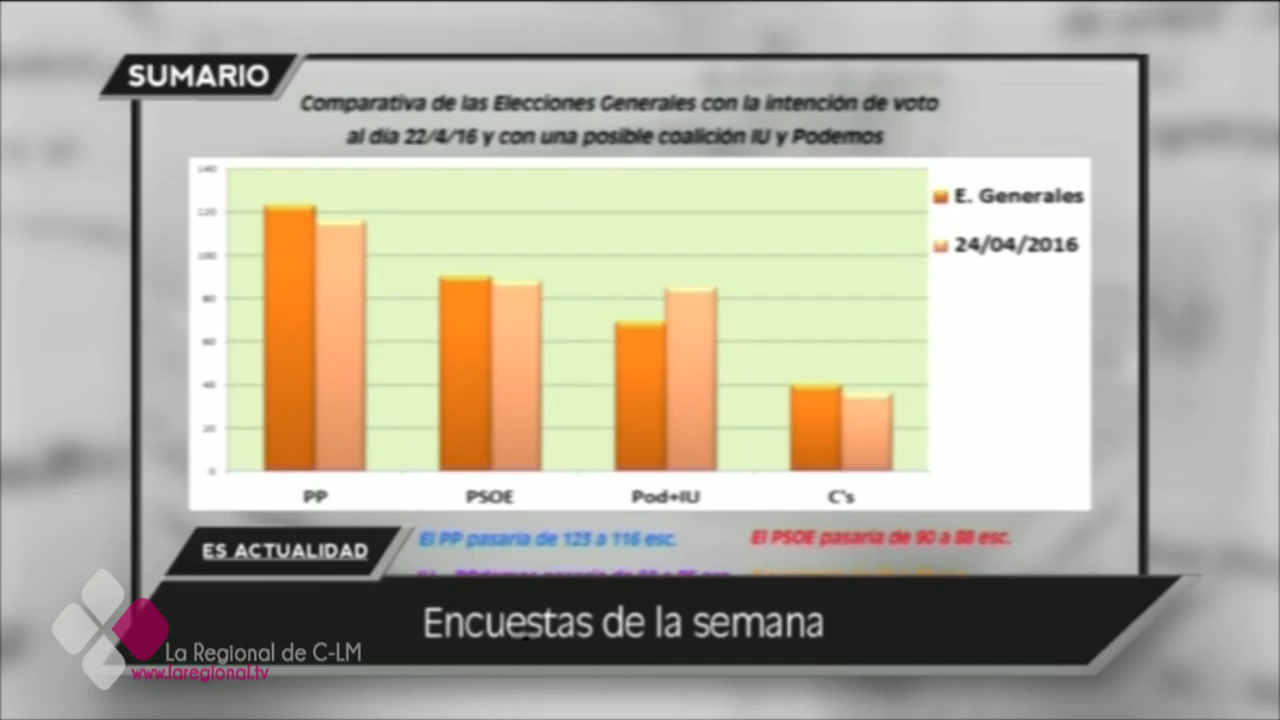 SUMARIO
Comparativa de las Elecciones Generales con la intención de voto
al día 22/4/16 y con una posible coalición IU y Podemos
140
120
100
80
60
40
20
0
E. Generales
24/04/2016
PP PSOE Pod+IU C's
El PP pasaría de 123 a 116 esc.
El PSOE pasaría de 90 a 88 esc.
ES ACTUALIDAD
Encuestas de la semana
La Regional de C-LM
www.laregional.tv